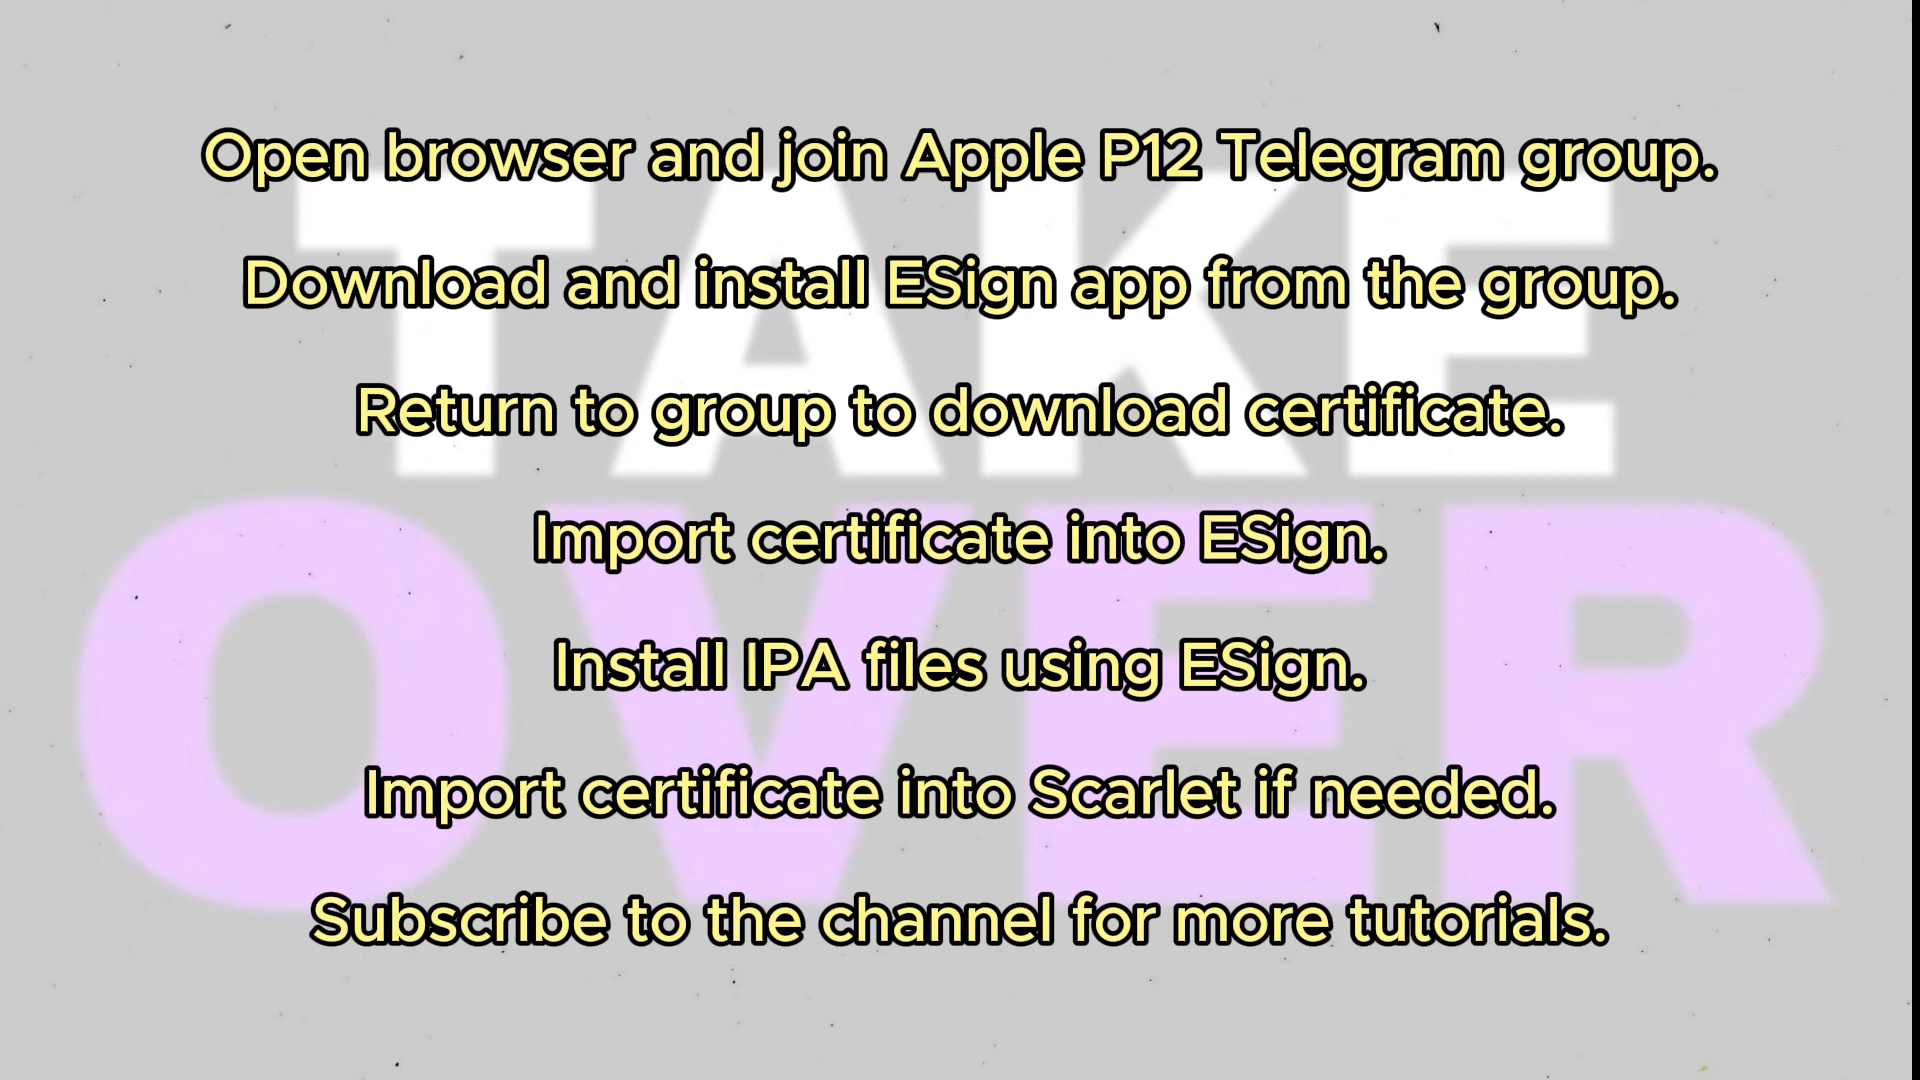 Open browser and join Apple P12 Telegram group.
Download and install ESign app from the group.
Return to group to download certificate.
Import certificate into ESign.
Install IPA files using ESign.
Import certificate into Scarlet if needed.
Subscribe to the channel for more tutorials.
TAKE
OVER